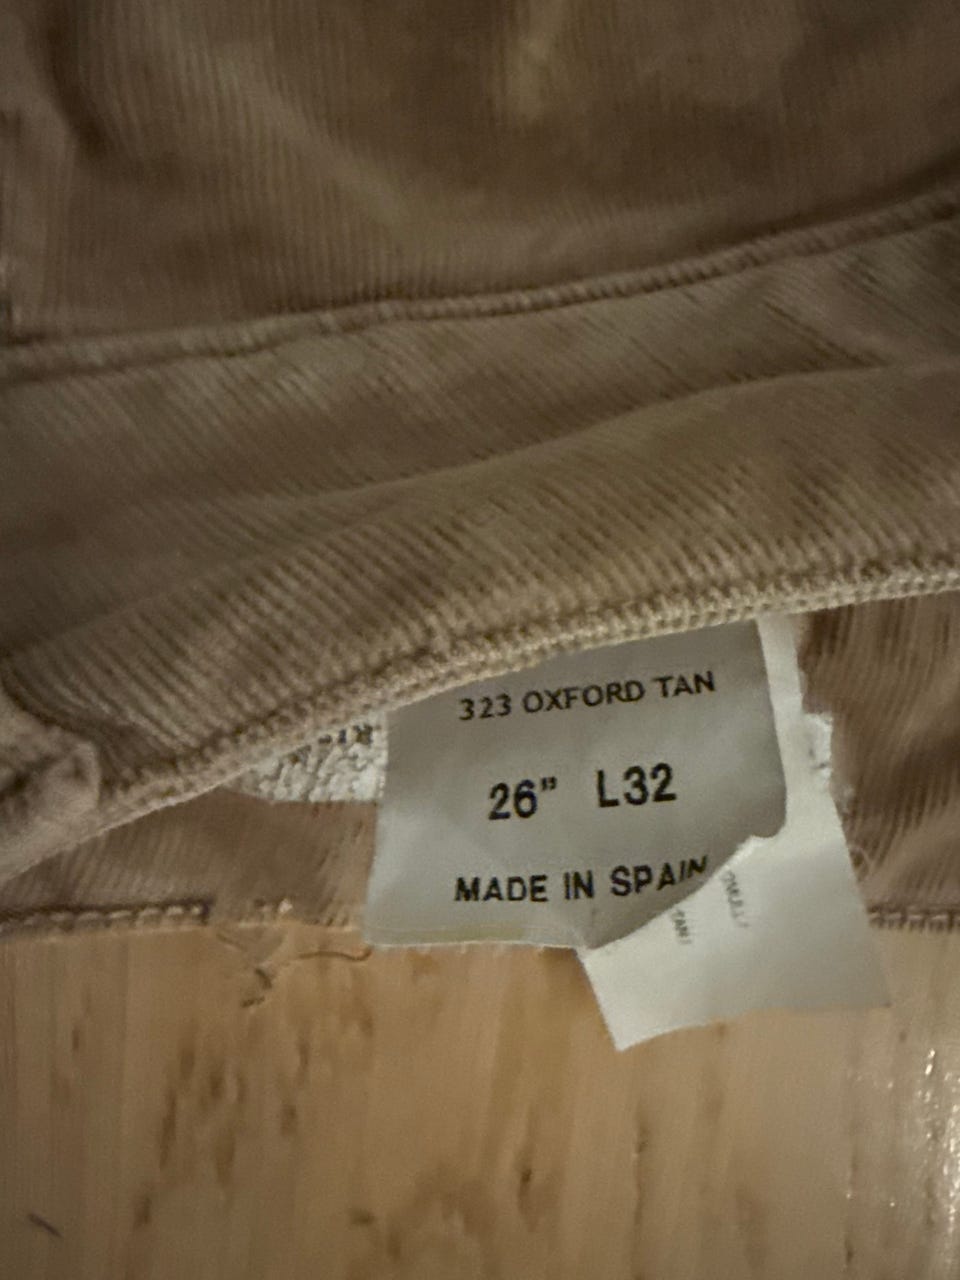 323 OXFORD TAN
26” L32
MADE IN SPAIN